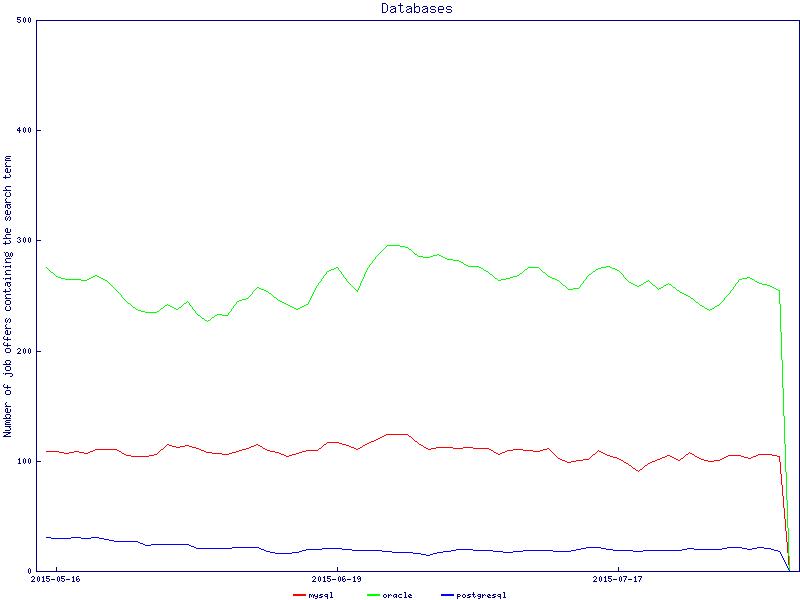 Databases
500
400
300
200
100
0
Number of job offers containing the search term
2015-05-16 2015-06-19 2015-07-17
mysql oracle postgresql